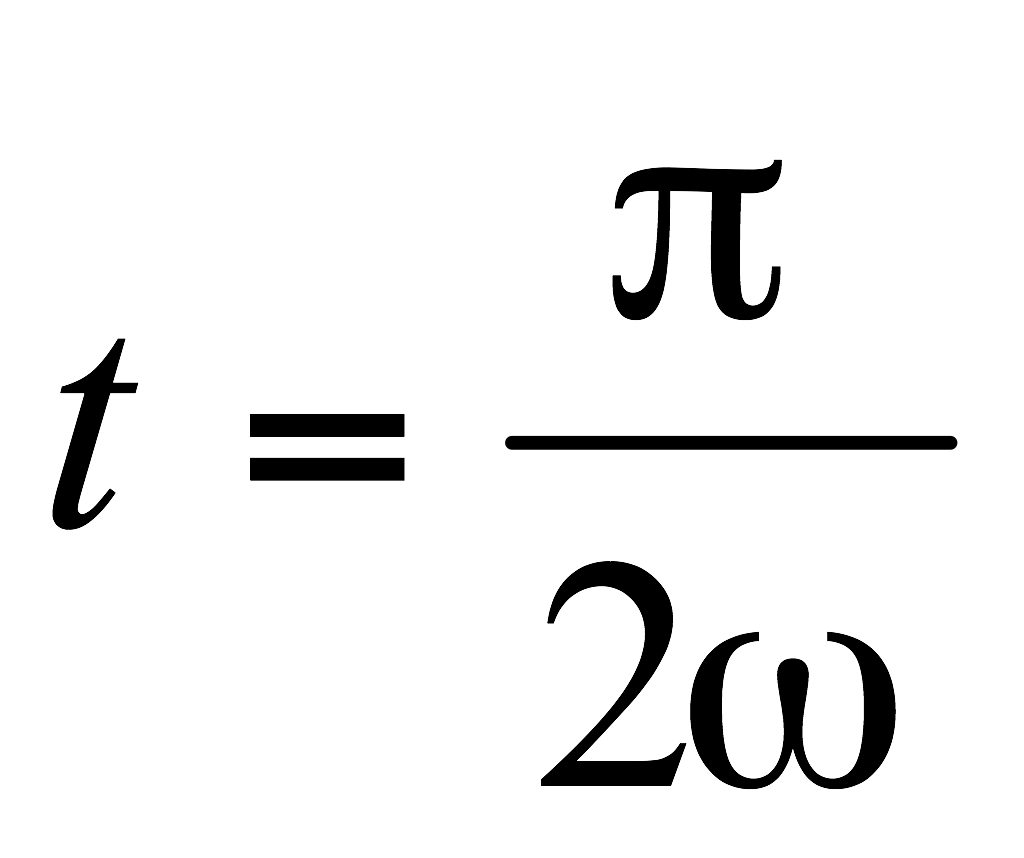 t = π / 2ω